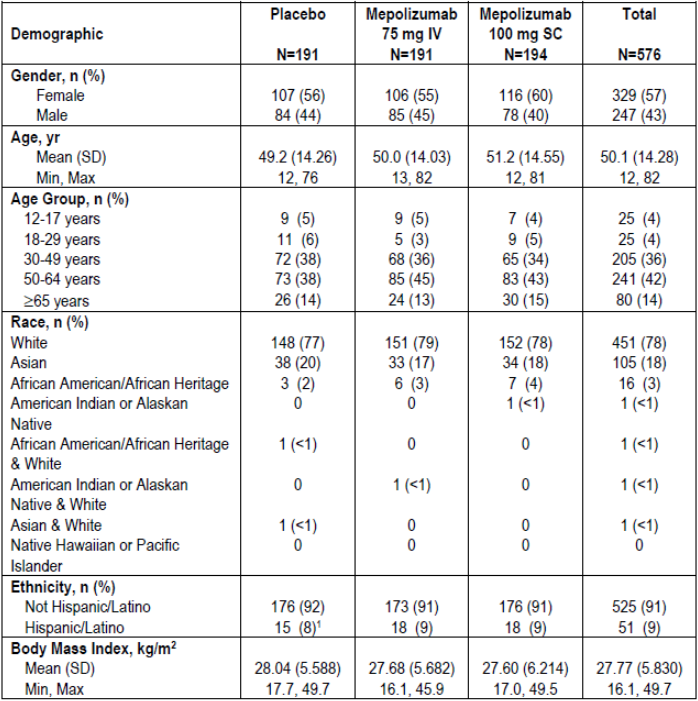 Demographic Placebo N=191 Mepolizumab 75 mg IV N=191 Mepolizumab 100 mg SC N=194 Total N=576
Gender, n (%)
Female 107 (56) 106 (55) 116 (60) 329 (57)
Male 84 (44) 85 (45) 78 (40) 247 (43)
Age, yr
Mean (SD) 49.2 (14.26) 50.0 (14.03) 51.2 (14.55) 50.1 (14.28)
Min, Max 12, 76 13, 82 12, 81 12, 82
Age Group, n (%)
12-17 years 9 (5) 9 (5) 7 (4) 25 (4)
18-29 years 11 (6) 5 (3) 9 (5) 25 (4)
30-49 years 72 (38) 68 (36) 65 (34) 205 (36)
50-64 years 73 (38) 85 (45) 83 (43) 241 (42)
≥65 years 26 (14) 24 (13) 30 (15) 80 (14)
Race, n (%)
White 148 (77) 151 (79) 152 (78) 451 (78)
Asian 38 (20) 33 (17) 34 (18) 105 (18)
African American/African Heritage 3 (2) 6 (3) 7 (4) 16 (3)
American Indian or Alaskan 0 0 1 (<1) 1 (<1)
Native
African American/African Heritage 1 (<1) 0 0 1 (<1)
& White
American Indian or Alaskan 0 1 (<1) 0 1 (<1)
Native & White
Asian & White 1 (<1) 0 0 1 (<1)
Native Hawaiian or Pacific 0 0 0 0
Islander
Ethnicity, n (%)
Not Hispanic/Latino 176 (92) 173 (91) 176 (91) 525 (91)
Hispanic/Latino 15 (8)¹ 18 (9) 18 (9) 51 (9)
Body Mass Index, kg/m²
Mean (SD) 28.04 (5.588) 27.68 (5.682) 27.60 (6.214) 27.77 (5.830)
Min, Max 17.7, 49.7 16.1, 45.9 17.0, 49.5 16.1, 49.7